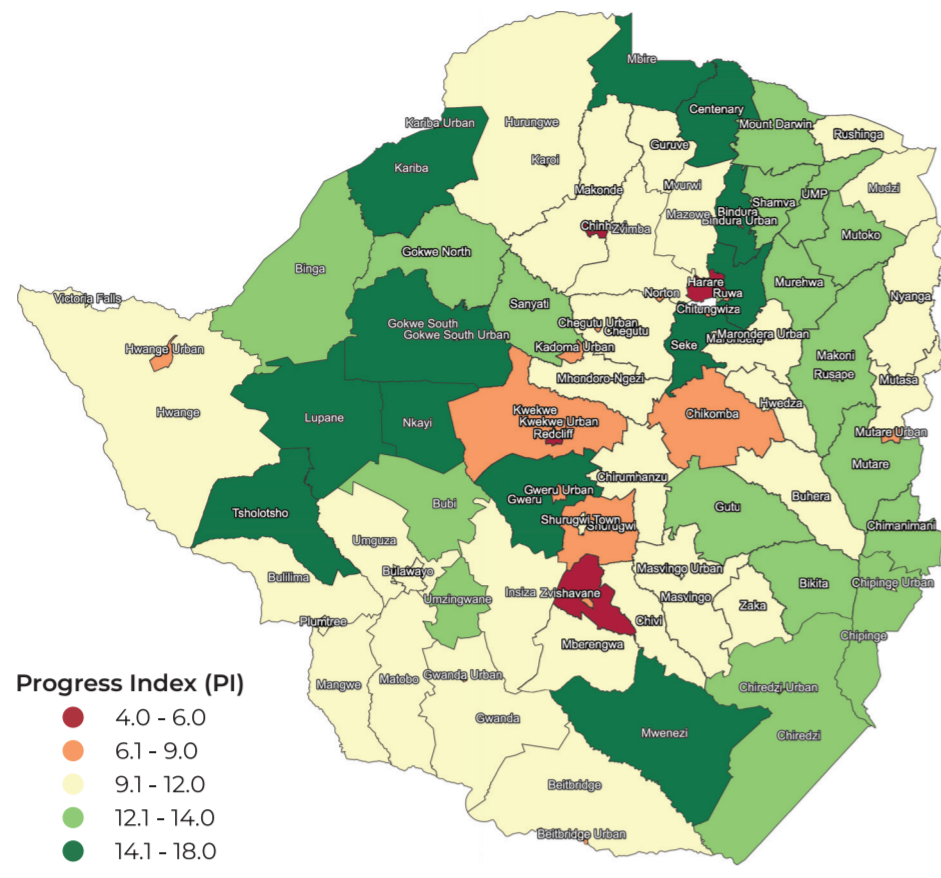 Mbire
Centenary
Kariba Urban
Hurungwe
Mount Darwin
Rushinga
Guruve
Karoi
Kariba
Makonde
Mvurwi
UMP
Mudzi
Shamva
Mazowe
Bindura
Bindura Urban
Zvimba
Mutoko
Gokwe North
Binga
Harare
Murehwa
Norton
Ruwa
Nyanga
Victoria Falls
Sanyati
Chitungwiza
Gokwe South
Chegutu Urban
Chegutu
Gokwe South Urban
Marondera Urban
Seke
Hwange Urban
Kadoma Urban
Makoni
Rusape
Mhondoro-Ngezi
Mutasa
Hwedza
Hwange
Kwekwe
Chikomba
Lupane
Nkayi
Kwekwe Urban
Redcliff
Mutare Urban
Mutare
Chirumhanzu
Gweru Urban
Gweru
Buhera
Bubi
Gutu
Tsholotsho
Shurugwi Town
Shurugwi
Chimanimani
Umguza
Masvingo Urban
Bulilima
Bulawayo
Bikita
Chipinge Urban
Umzingwane
Insiza
Zvishavane
Masvingo
Zaka
Plumtree
Chivi
Chipinge
Mberengwa
Mangwe
Matobo
Gwanda Urban
Chiredzi Urban
Gwanda
Mwenezi
Chiredzi
Beitbridge
Beitbridge Urban
Progress Index (PI)
4.0 - 6.0
6.1 - 9.0
9.1 - 12.0
12.1 - 14.0
14.1 - 18.0